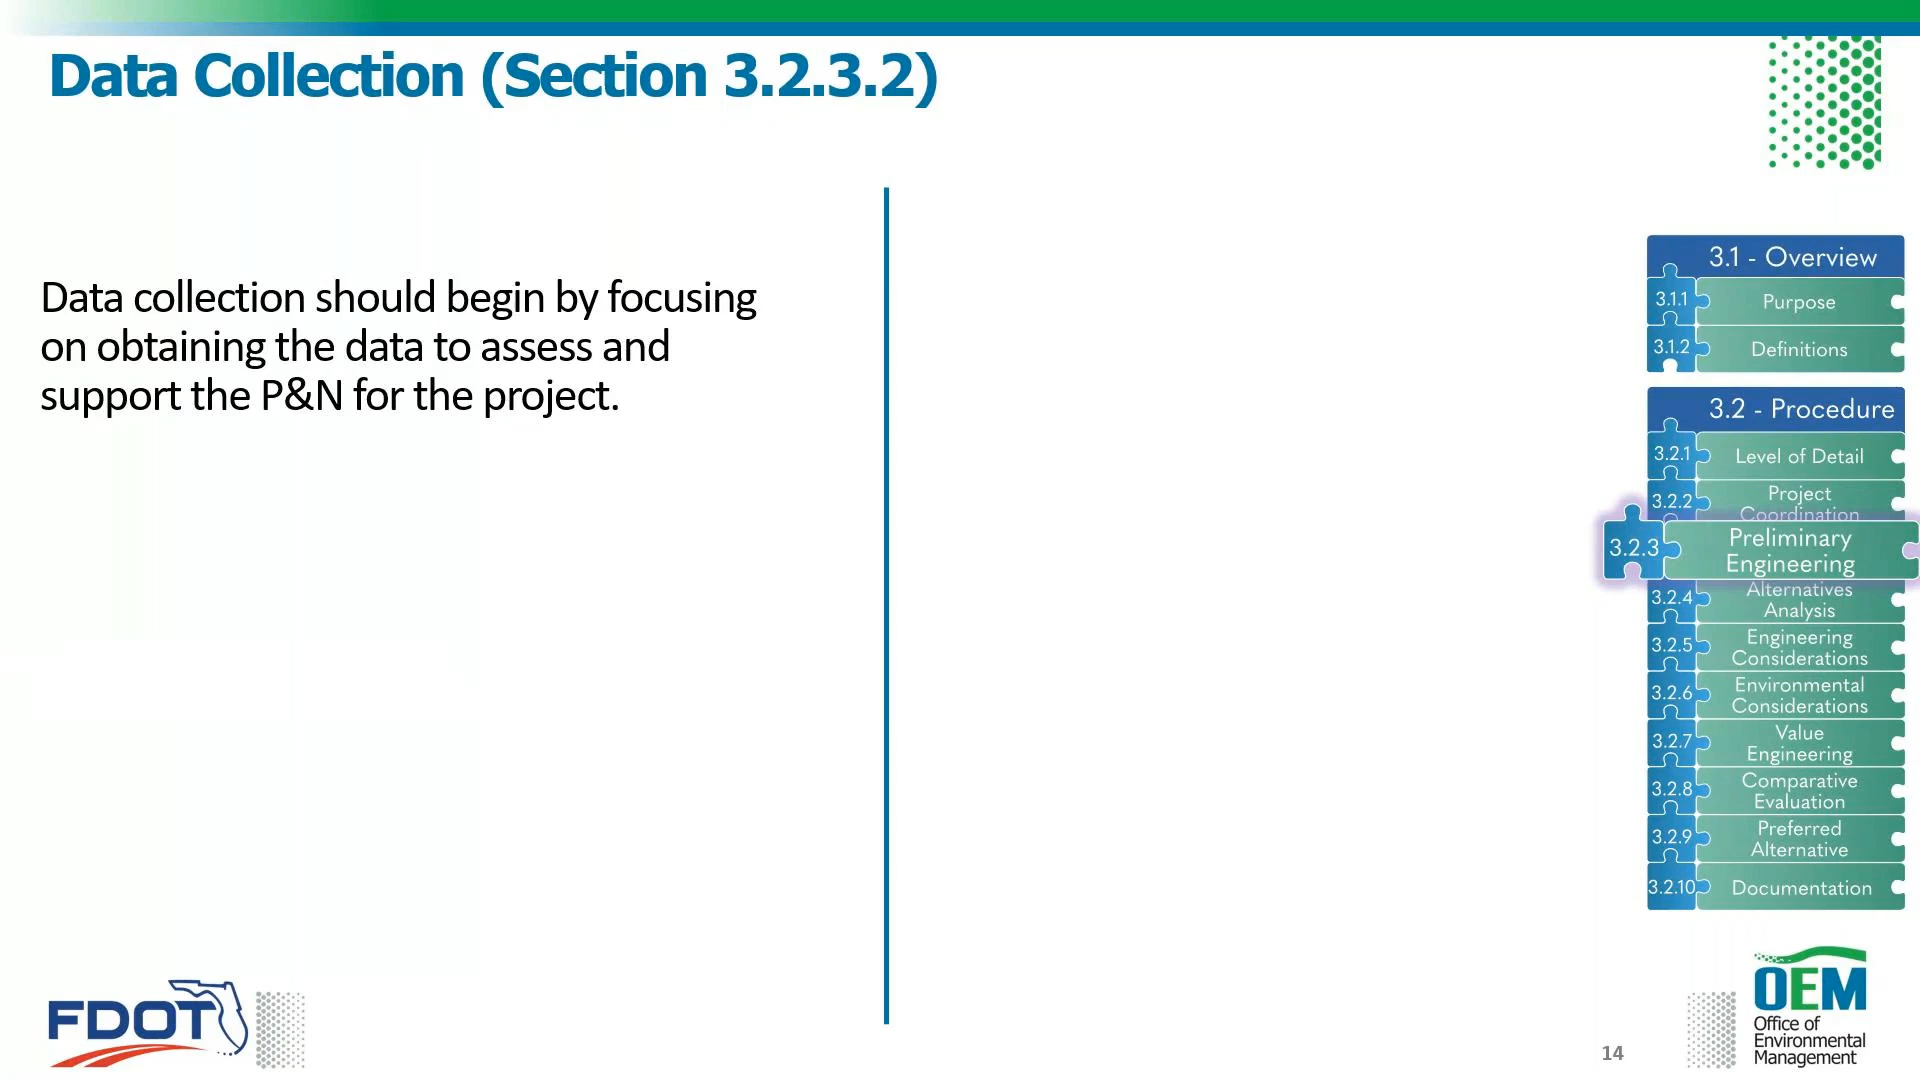 Data Collection (Section 3.2.3.2)
Data collection should begin by focusing
on obtaining the data to assess and
support the P&N for the project.
3.1 - Overview
3.1.1 Purpose
3.1.2 Definitions
3.2 - Procedure
3.2.1 Level of Detail
3.2.2 Project
Coordination
3.2.3 Preliminary
Engineering
3.2.4 Alternatives
Analysis
3.2.5 Engineering
Considerations
3.2.6 Environmental
Considerations
3.2.7 Value
Engineering
3.2.8 Comparative
Evaluation
3.2.9 Preferred
Alternative
3.2.10 Documentation
FDOT
14
OEM
Office of
Environmental
Management